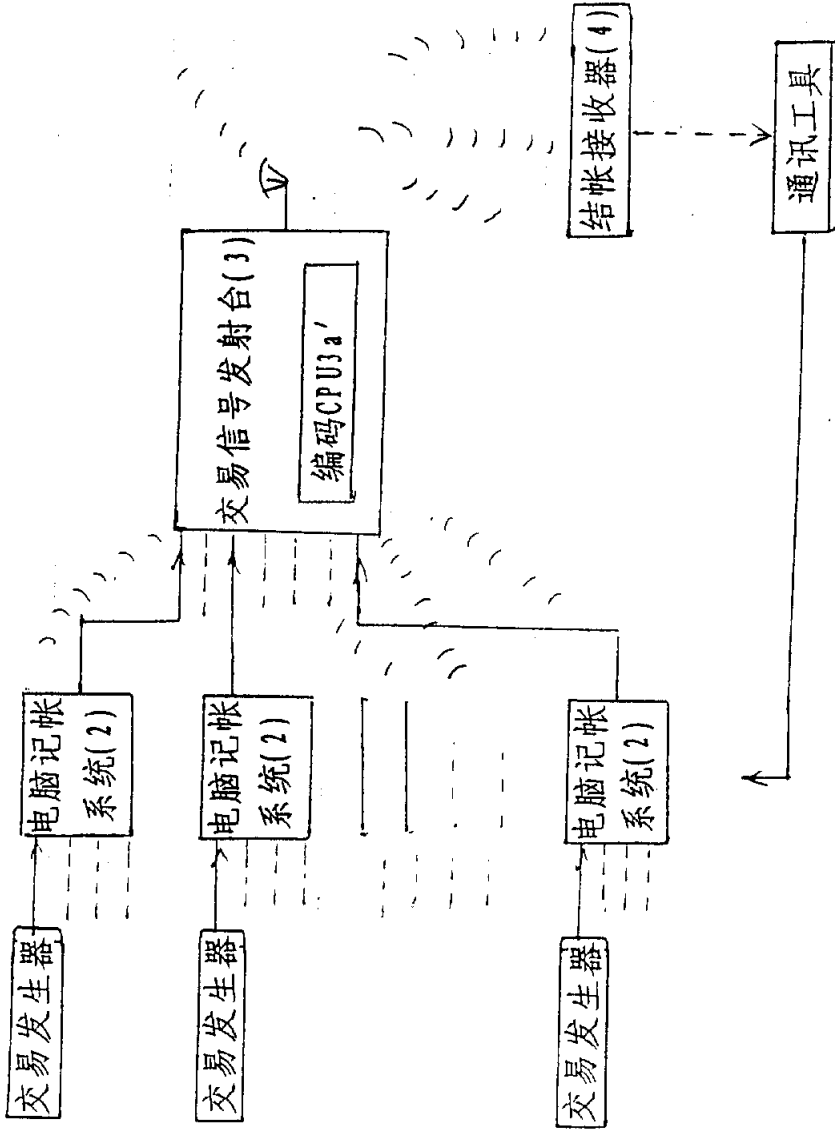 交易发生器
电脑记帐
系统(2)
交易发生器
电脑记帐
系统(2)
交易发生器
电脑记帐
系统(2)
交易信号发射台(3)
编码CPU3a′
结帐接收器(4)
通讯工具